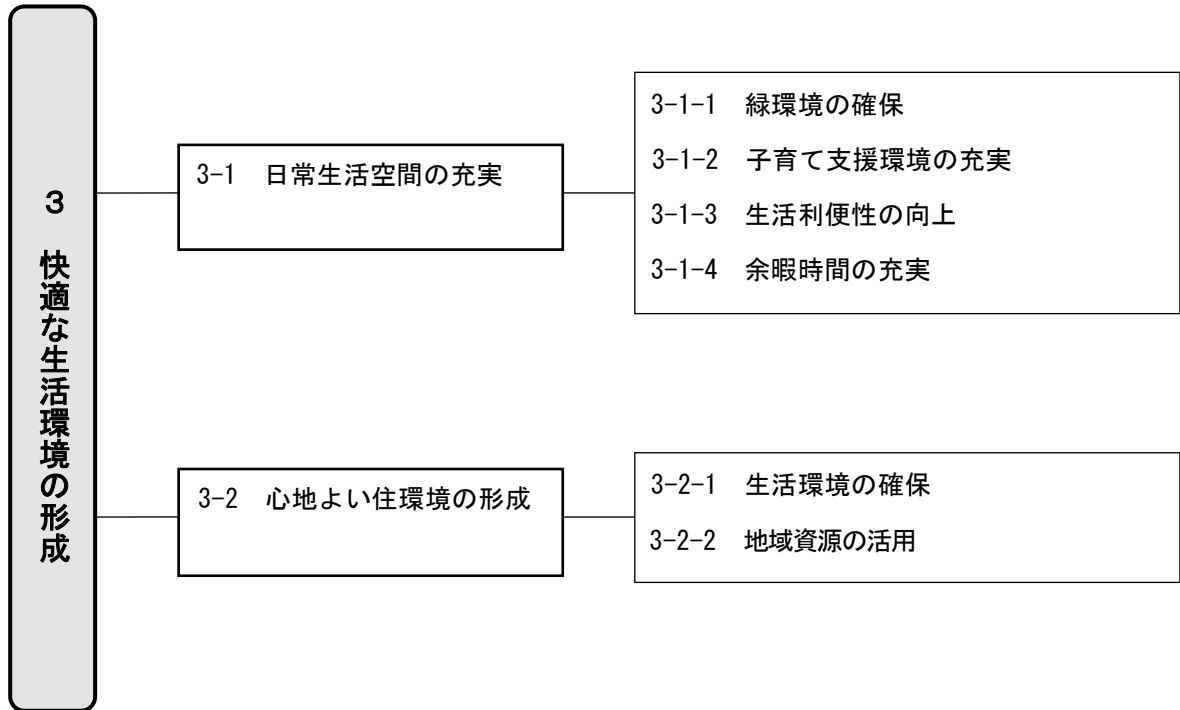 3 快適な生活環境の形成
3-1 日常生活空間の充実
3-1-1 緑環境の確保
3-1-2 子育て支援環境の充実
3-1-3 生活利便性の向上
3-1-4 余暇時間の充実
3-2 心地よい住環境の形成
3-2-1 生活環境の確保
3-2-2 地域資源の活用